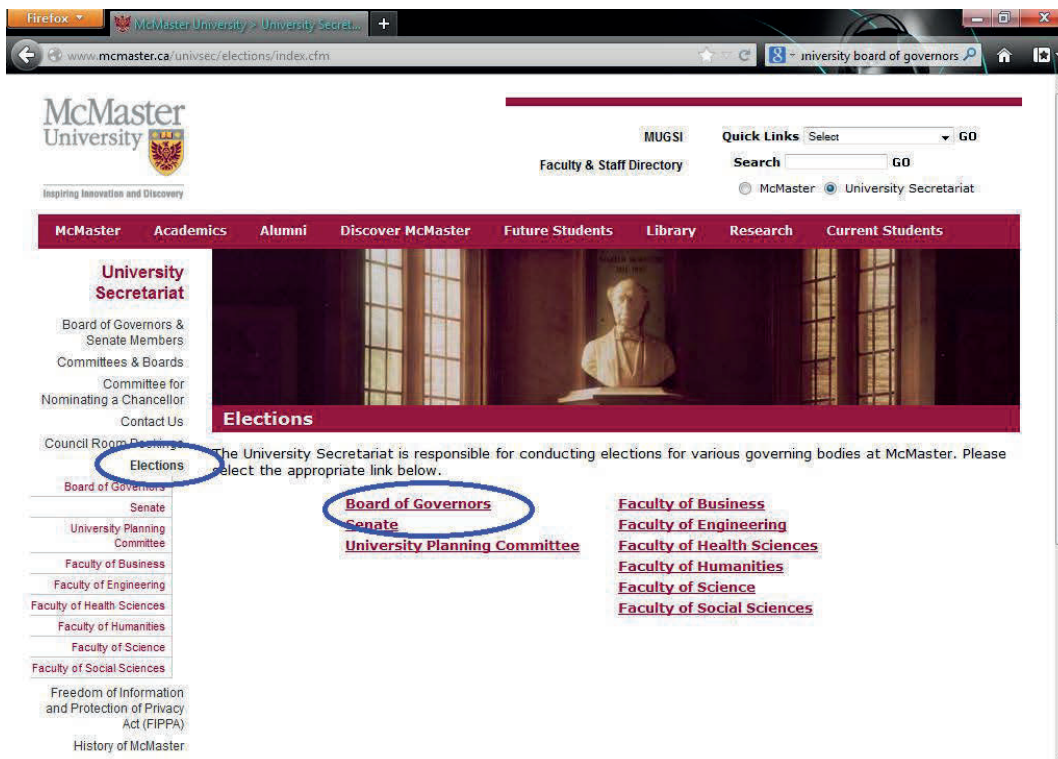 Firefox
McMaster University > University Secret...
www.mcmaster.ca/univsec/elections/index.cfm
university board of governors
McMaster
University
Inspiring Innovation and Discovery
MUGSI
Quick Links Select GO
Faculty & Staff Directory
Search GO
McMaster University Secretariat
McMaster Academics Alumni Discover McMaster Future Students Library Research Current Students
University
Secretariat
Board of Governors &
Senate Members
Committees & Boards
Committee for
Nominating a Chancellor
Contact Us
Council Room Bookings
Elections
Board of Governors
Senate
University Planning
Committee
Faculty of Business
Faculty of Engineering
Faculty of Health Sciences
Faculty of Humanities
Faculty of Science
Faculty of Social Sciences
Freedom of Information
and Protection of Privacy
Act (FIPPA)
History of McMaster
Elections
The University Secretariat is responsible for conducting elections for various governing bodies at McMaster. Please
select the appropriate link below.
Board of Governors
Senate
University Planning Committee
Faculty of Business
Faculty of Engineering
Faculty of Health Sciences
Faculty of Humanities
Faculty of Science
Faculty of Social Sciences